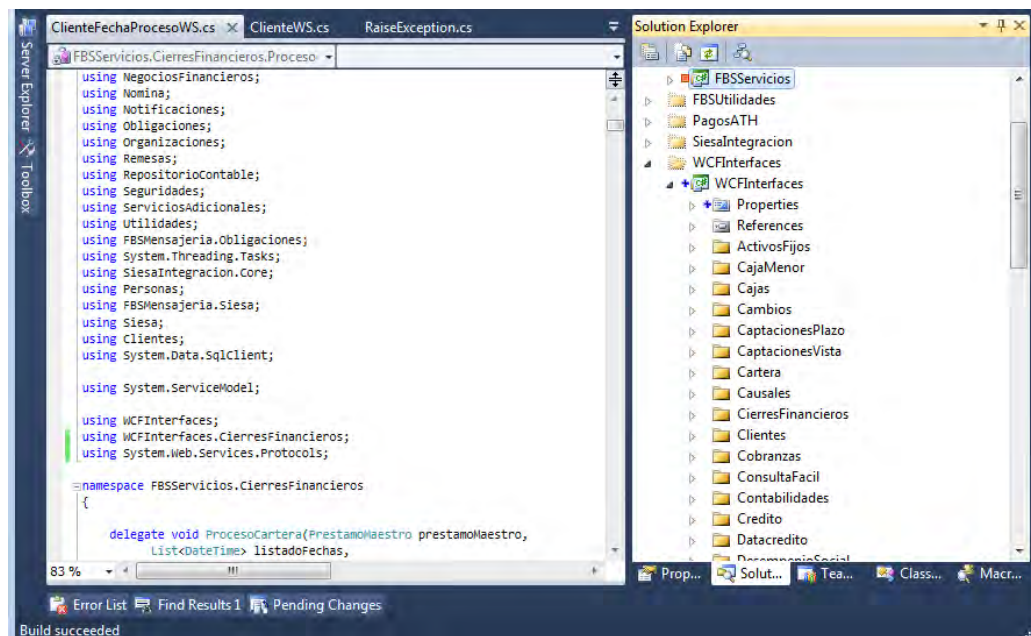 ClienteFechaProcesoWS.cs ClienteWS.cs RaiseException.cs
FBSServicios.CierresFinancieros.Proceso
Server Explorer
Toolbox
using NegociosFinancieros;
using Nomina;
using Notificaciones;
using Obligaciones;
using Organizaciones;
using Remesas;
using RepositorioContable;
using Seguridades;
using ServiciosAdicionales;
using Utilidades;
using FBSMensajeria.Obligaciones;
using System.Threading.Tasks;
using SiesaIntegracion.Core;
using Personas;
using FBSMensajeria.Siesa;
using Siesa;
using Clientes;
using System.Data.SqlClient;
using System.ServiceModel;
using WCFInterfaces;
using WCFInterfaces.CierresFinancieros;
using System.Web.Services.Protocols;
namespace FBSServicios.CierresFinancieros
{
delegate void ProcesoCartera(PrestamoMaestro prestamoMaestro,
List<DateTime> listadoFechas,
83 %
Solution Explorer
FBSServicios
FBSUtilidades
PagosATH
SiesaIntegracion
WCFInterfaces
WCFInterfaces
Properties
References
ActivosFijos
CajaMenor
Cajas
Cambios
CaptacionesPlazo
CaptacionesVista
Cartera
Causales
CierresFinancieros
Clientes
Cobranzas
ConsultaFacil
Contabilidades
Credito
Datacredito
DesempenioSocial
Prop... Solut... Tea... Class... Macr...
Error List Find Results 1 Pending Changes
Build succeeded